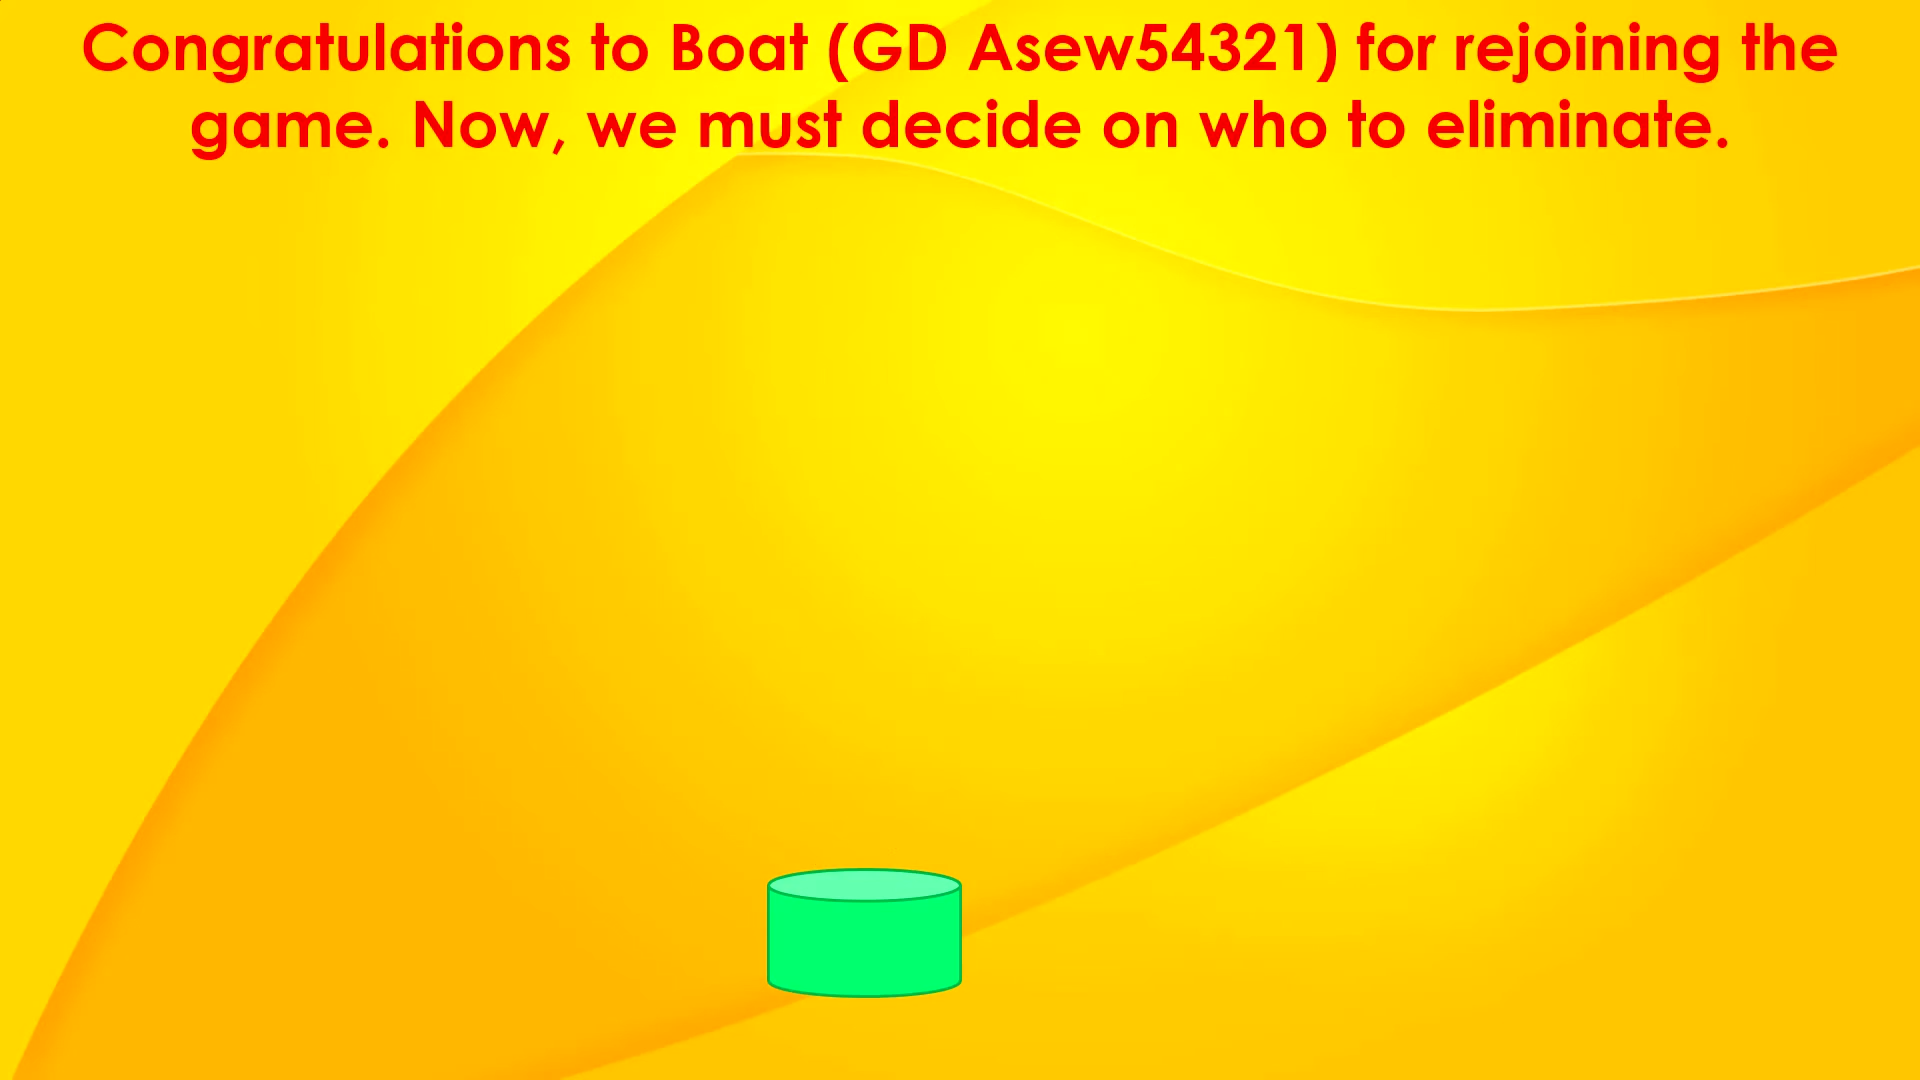 Congratulations to Boat (GD Asew54321) for rejoining the
game. Now, we must decide on who to eliminate.